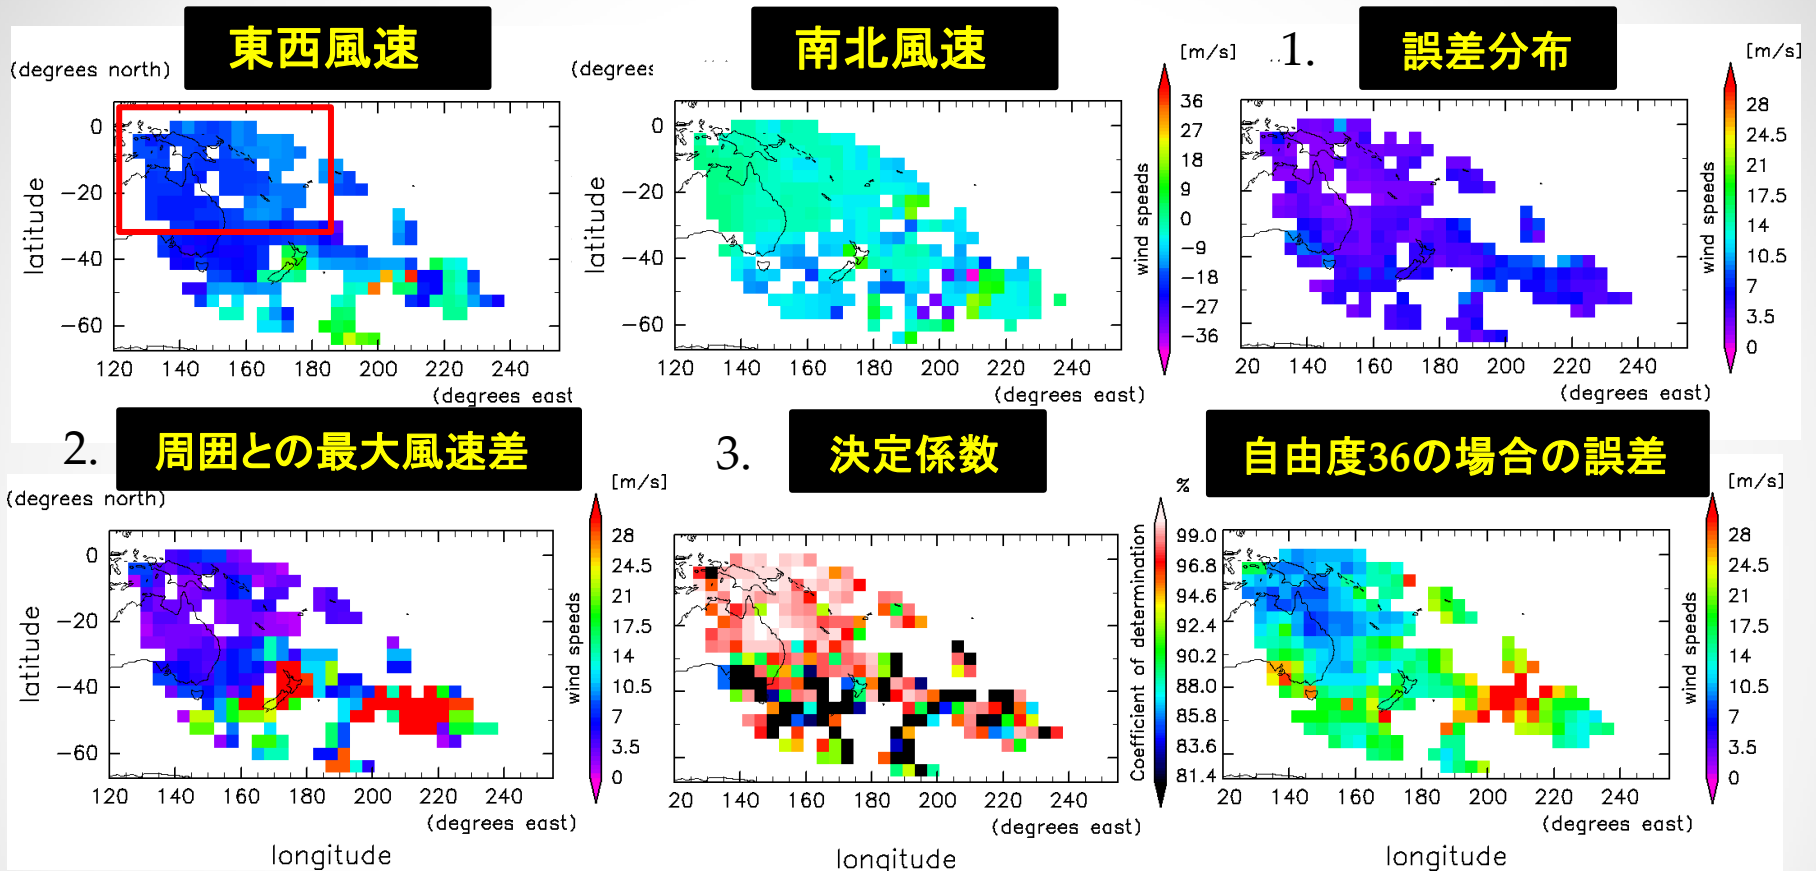 東西風速
南北風速
1.
誤差分布
(degrees north)
[m/s]
[m/s]
latitude
0
−20
−40
−60
120 140 160 180 200 220 240
(degrees east
latitude
0
−20
−40
−60
120 140 160 180 200 220 240
(degrees east)
wind speeds
36
27
18
9
0
−9
−18
−27
−36
20 140 160 180 200 220 240
(degrees east)
wind speeds
28
24.5
21
17.5
14
10.5
7
3.5
0
2.
周囲との最大風速差
3.
決定係数
自由度36の場合の誤差
(degrees north)
[m/s]
%
[m/s]
latitude
0
−20
−40
−60
120 140 160 180 200 220 240
(degrees east)
longitude
wind speeds
28
24.5
21
17.5
14
10.5
7
3.5
0
20 140 160 180 200 220 240
(degrees east)
longitude
Coefficient of determination
99.0
96.8
94.6
92.4
90.2
88.0
85.8
83.6
81.4
20 140 160 180 200 220 240
(degrees east)
longitude
wind speeds
28
24.5
21
17.5
14
10.5
7
3.5
0